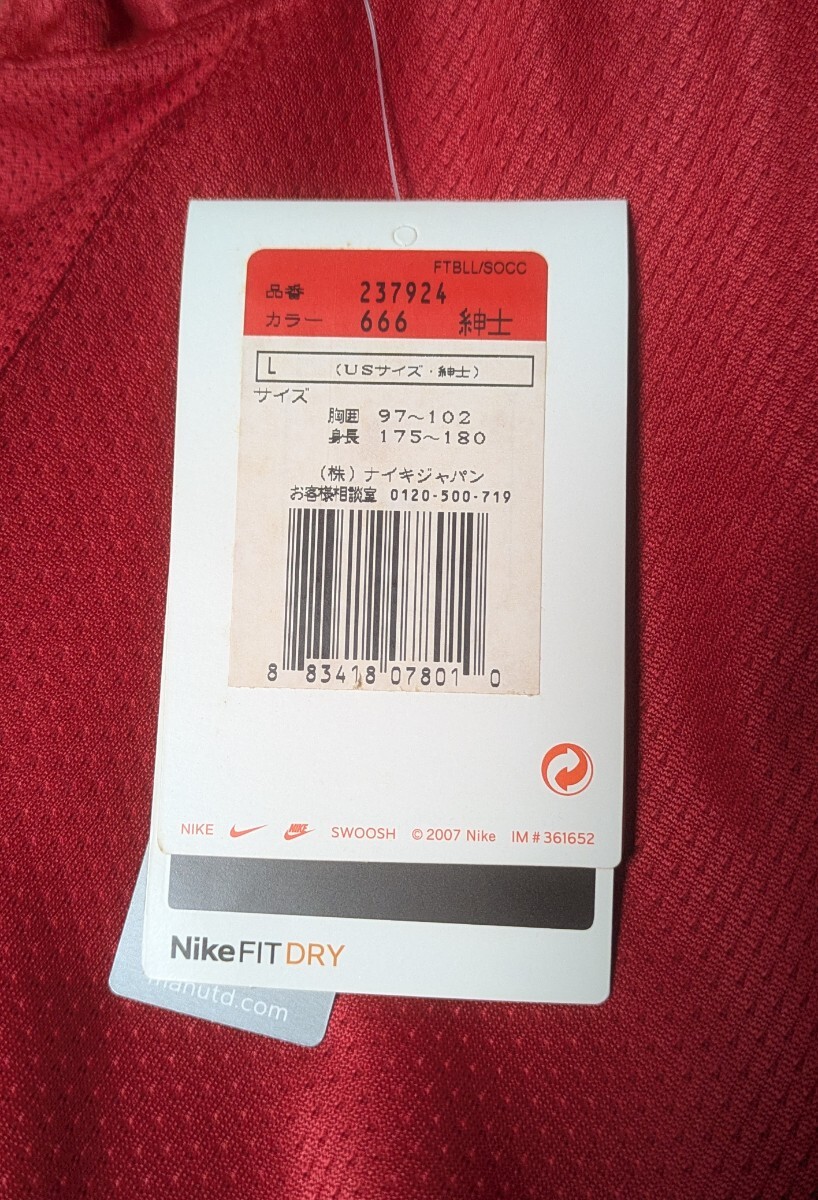 FTBLL/SOCC
品番 237924
カラー 666 紳士
L (USサイズ・紳士)
サイズ
胸囲 97～102
身長 175～180
(株)ナイキジャパン
お客様相談室 0120-500-719
8 83418 07801 0
NIKE NIKE SWOOSH © 2007 Nike IM # 361652
NikeFIT DRY
manutd.com